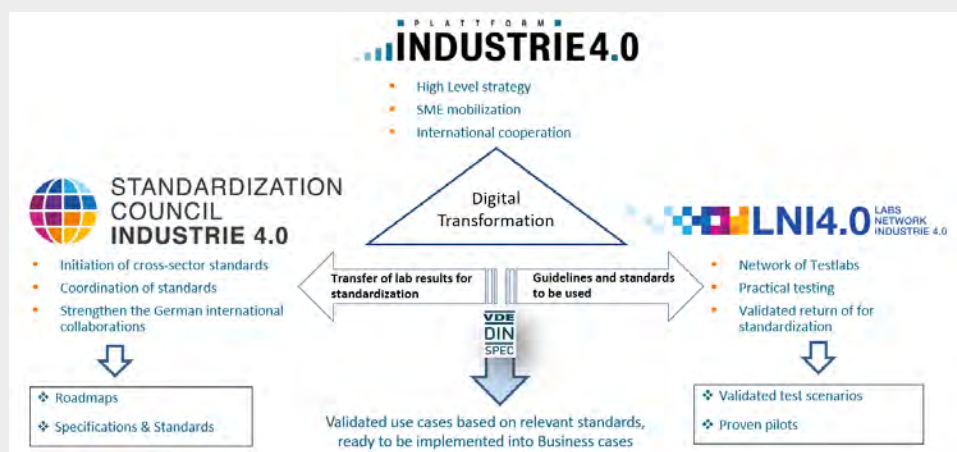 PLATTFORM
INDUSTRIE4.0
High Level strategy
SME mobilization
International cooperation
Digital
Transformation
STANDARDIZATION
COUNCIL
INDUSTRIE 4.0
Initiation of cross-sector standards
Coordination of standards
Strengthen the German international
collaborations
Roadmaps
Specifications & Standards
Transfer of lab results for
standardization
Guidelines and standards
to be used
VDE
DIN
SPEC
Validated use cases based on relevant standards,
ready to be implemented into Business cases
LNI4.0
LABS
NETWORK
INDUSTRIE 4.0
Network of Testlabs
Practical testing
Validated return of for
standardization
Validated test scenarios
Proven pilots